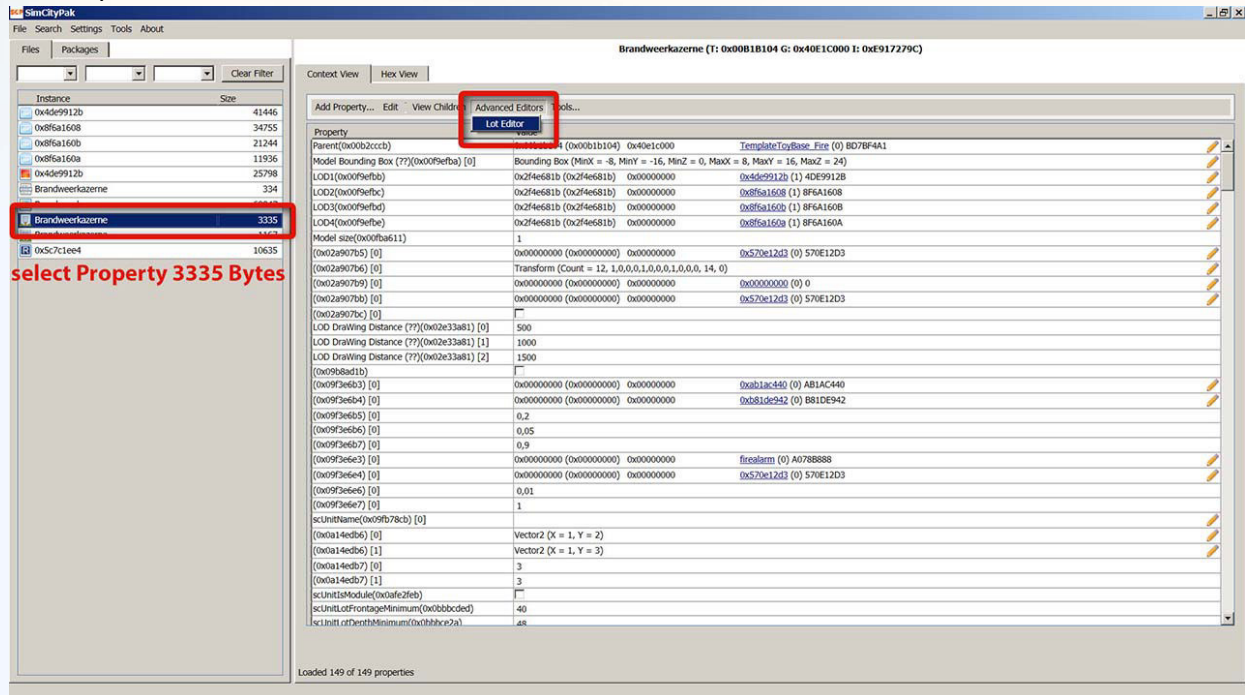 SimCityPak
File Search Settings Tools About
Files Packages
Brandweerkazerne (T: 0x00B1B104 G: 0x40E1C000 I: 0xE917279C)
Clear Filter
Context View Hex View
Instance Size
Add Property... Edit View Children Advanced Editors Tools...
Lot Editor
0x4de9912b 41446
0x8f6a1608 34755
0x8f6a160b 21244
0x8f6a160a 11936
0x4de9912b 25798
Brandweerkazerne 334
Brandweerkazerne 3335
0x5c7c1ee4 10635
select Property 3335 Bytes
Property Value
Parent(0x00b2cccb) (0x00b1b104) 0x40e1c000 TemplateToyBase_Fire (0) BD7BF4A1
Model Bounding Box (??)(0x00f9efba) [0] Bounding Box (MinX = -8, MinY = -16, MinZ = 0, MaxX = 8, MaxY = 16, MaxZ = 24)
LOD1(0x00f9efbb) 0x2f4e681b (0x2f4e681b) 0x00000000 0x4de9912b (1) 4DE9912B
LOD2(0x00f9efbc) 0x2f4e681b (0x2f4e681b) 0x00000000 0x8f6a1608 (1) 8F6A1608
LOD3(0x00f9efbd) 0x2f4e681b (0x2f4e681b) 0x00000000 0x8f6a160b (1) 8F6A160B
LOD4(0x00f9efbe) 0x2f4e681b (0x2f4e681b) 0x00000000 0x8f6a160a (1) 8F6A160A
Model size(0x00fba611) 1
(0x02a907b5) [0] 0x00000000 (0x00000000) 0x00000000 0x570e12d3 (0) 570E12D3
(0x02a907b6) [0] Transform (Count = 12, 1,0,0,0,1,0,0,0,1,0,0,0, 14, 0)
(0x02a907b9) [0] 0x00000000 (0x00000000) 0x00000000 0x00000000 (0) 0
(0x02a907bb) [0] 0x00000000 (0x00000000) 0x00000000 0x570e12d3 (0) 570E12D3
(0x02a907bc) [0]
LOD DraWing Distance (??)(0x02e33a81) [0] 500
LOD DraWing Distance (??)(0x02e33a81) [1] 1000
LOD DraWing Distance (??)(0x02e33a81) [2] 1500
(0x09b8ad1b)
(0x09f3e6b3) [0] 0x00000000 (0x00000000) 0x00000000 0xab1ac440 (0) AB1AC440
(0x09f3e6b4) [0] 0x00000000 (0x00000000) 0x00000000 0xb81de942 (0) B81DE942
(0x09f3e6b5) [0] 0,2
(0x09f3e6b6) [0] 0,05
(0x09f3e6b7) [0] 0,9
(0x09f3e6e3) [0] 0x00000000 (0x00000000) 0x00000000 firealarm (0) A078B888
(0x09f3e6e4) [0] 0x00000000 (0x00000000) 0x00000000 0x570e12d3 (0) 570E12D3
(0x09f3e6e6) [0] 0,01
(0x09f3e6e7) [0] 1
scUnitName(0x09fb78cb) [0]
(0x0a14edb6) [0] Vector2 (X = 1, Y = 2)
(0x0a14edb6) [1] Vector2 (X = 1, Y = 3)
(0x0a14edb7) [0] 3
(0x0a14edb7) [1] 3
scUnitIsModule(0x0afe2feb)
scUnitLotFrontageMinimum(0x0bbbcded) 40
scUnitLotDepthMinimum(0x0bbbce2a) 48
Loaded 149 of 149 properties